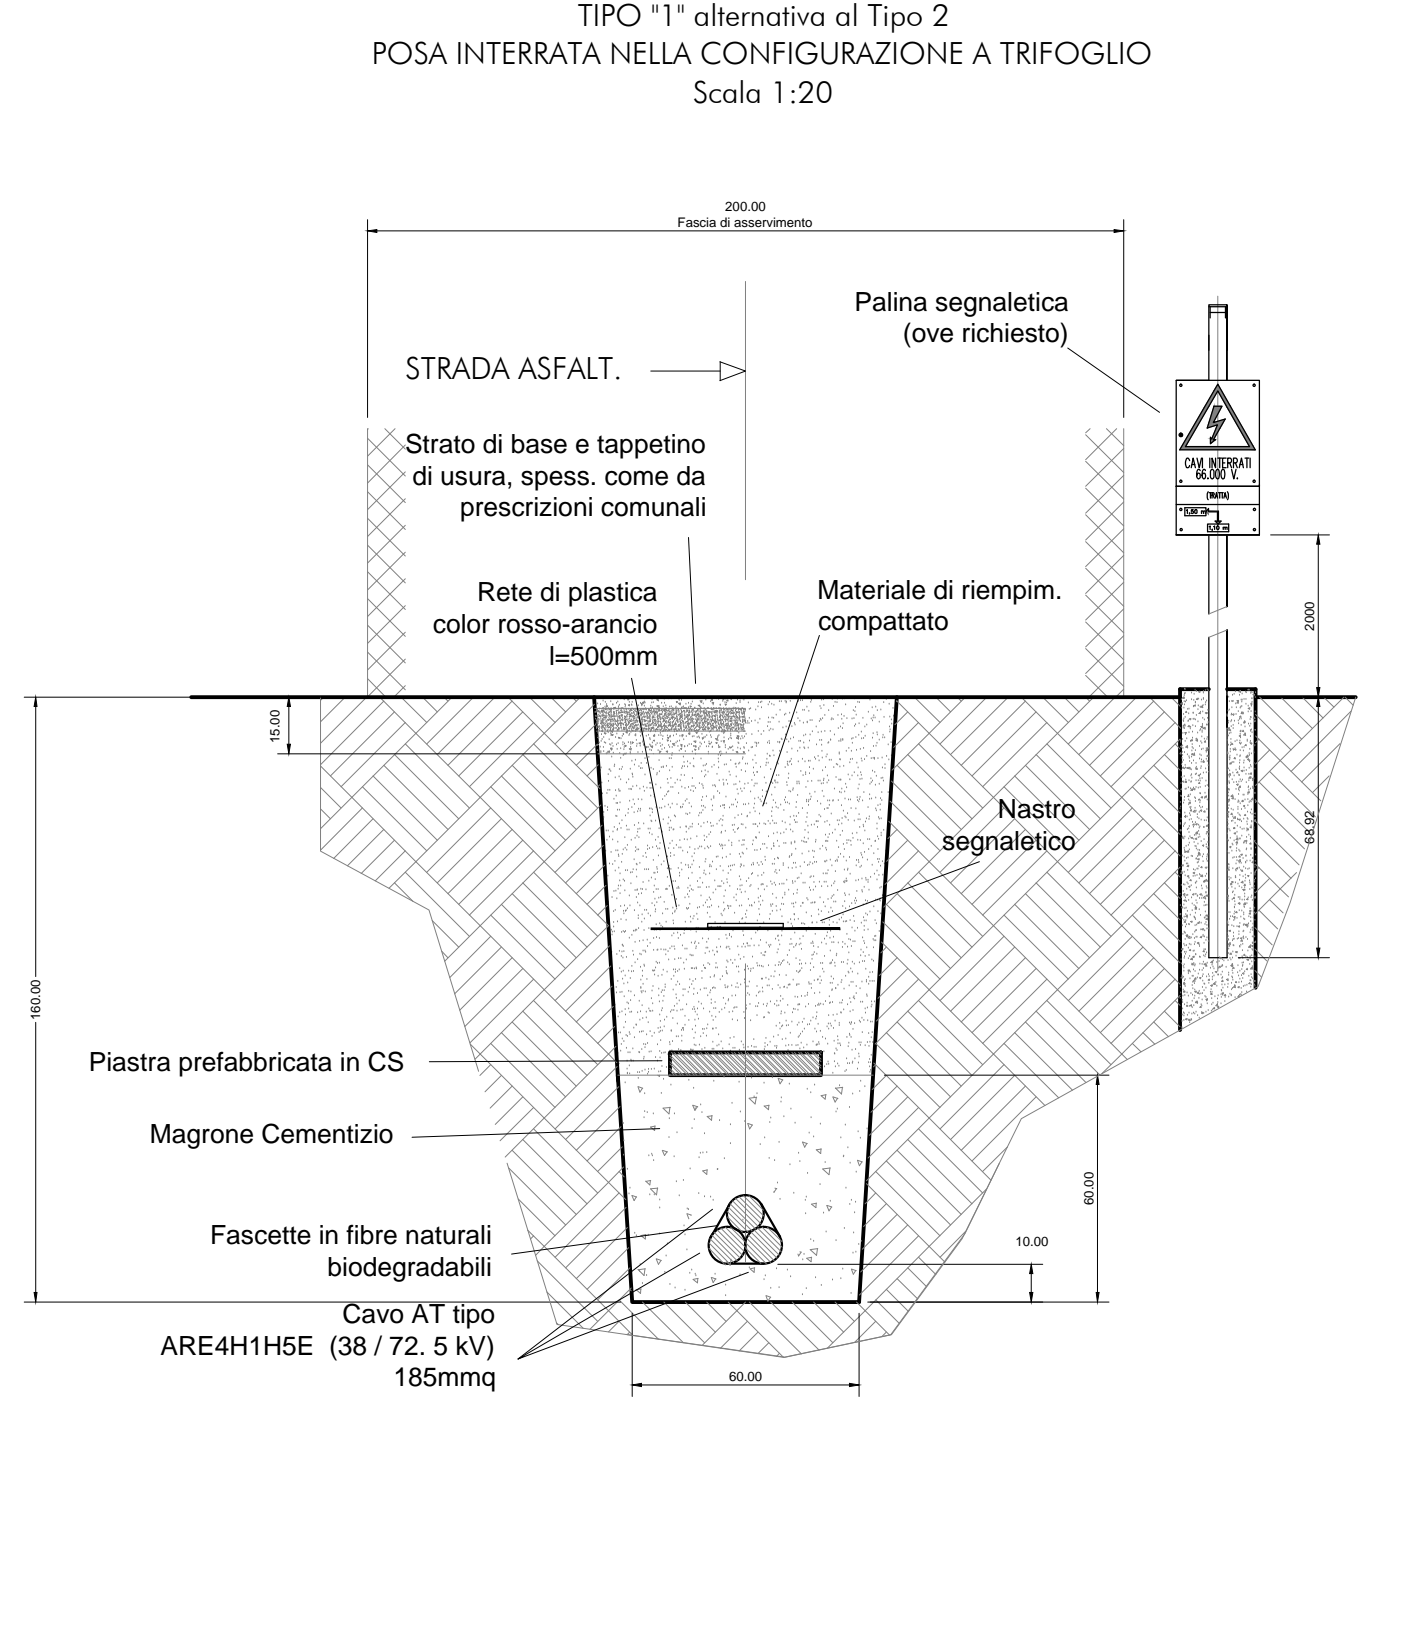 TIPO "1" alternativa al Tipo 2
POSA INTERRATA NELLA CONFIGURAZIONE A TRIFOGLIO
Scala 1:20
200.00
Fascia di asservimento
Palina segnaletica
(ove richiesto)
STRADA ASFALT.
CAVI INTERRATI
66.000 V.
(TRATTA)
1,50 m
1,10 m
Strato di base e tappetino
di usura, spess. come da
prescrizioni comunali
Rete di plastica
color rosso-arancio
l=500mm
Materiale di riempim.
compattato
2000
15.00
Nastro
segnaletico
68.92
160.00
Piastra prefabbricata in CS
Magrone Cementizio
60.00
Fascette in fibre naturali
biodegradabili
10.00
Cavo AT tipo
ARE4H1H5E (38 / 72. 5 kV)
185mmq
60.00